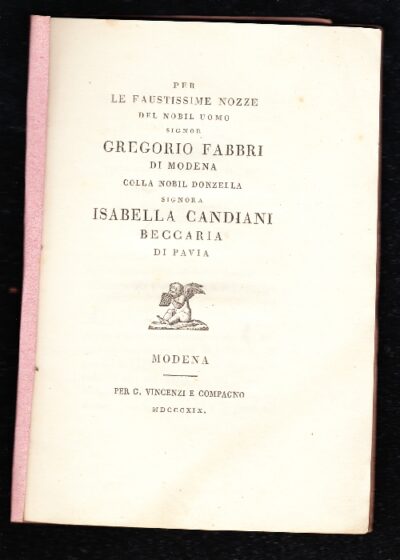 PER
LE FAUSTISSIME NOZZE
DEL NOBIL UOMO
SIGNOR
GREGORIO FABBRI
DI MODENA
COLLA NOBIL DONZELLA
SIGNORA
ISABELLA CANDIANI
BECCARIA
DI PAVIA
MODENA
PER G. VINCENZI E COMPAGNO
MDCCCXIX.